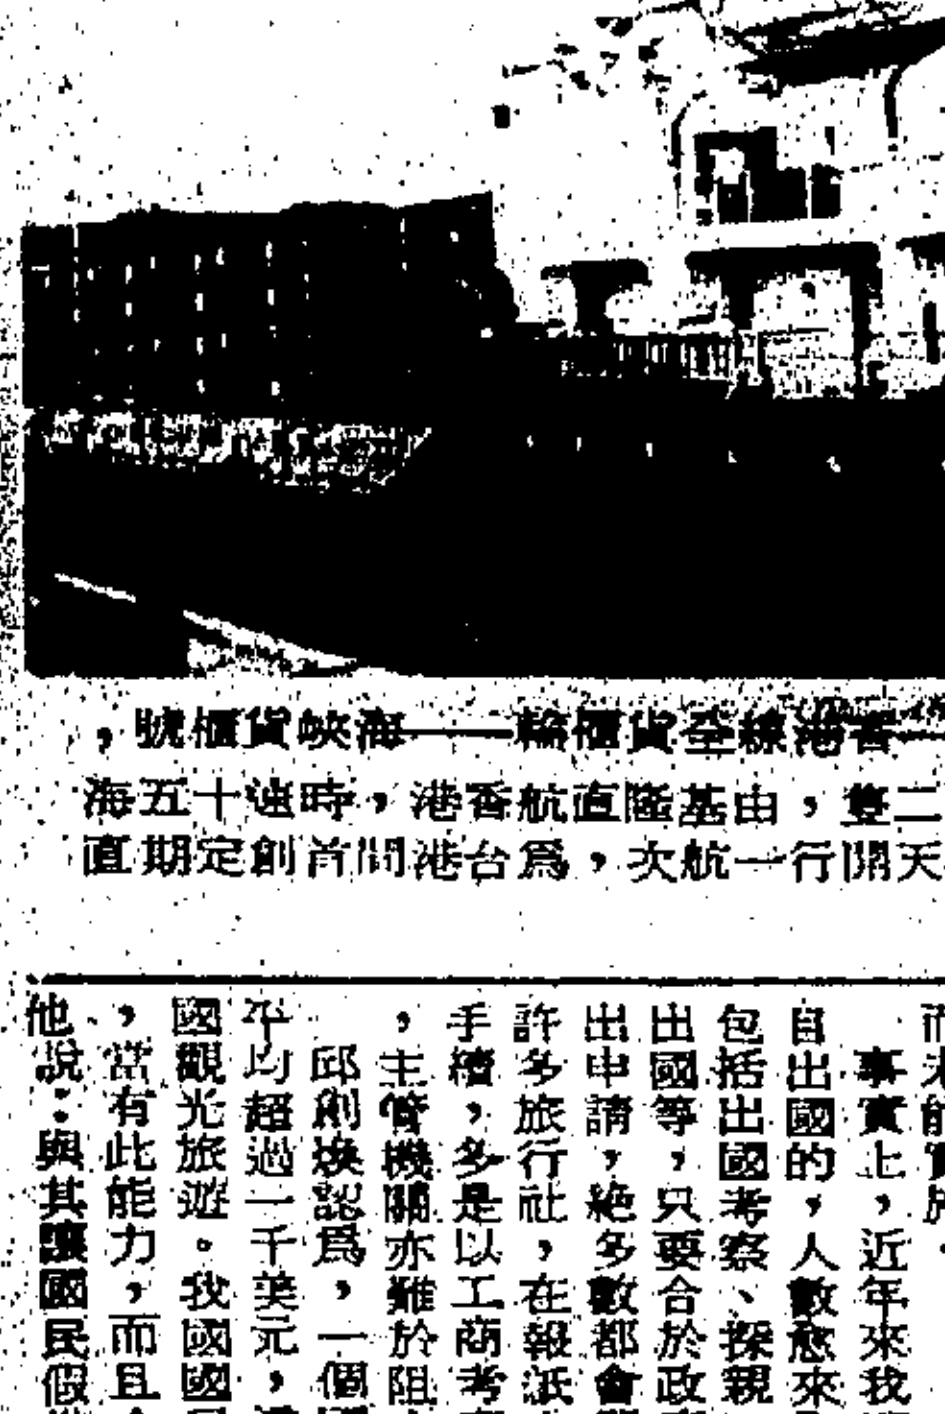 香港線全貨櫃輪——海峽貨櫃號，
二隻，由基隆直航香港，時速十五海
天開行一航次，爲台港間首創定期直
而未能實
事實上，近年來我
自出國的，人數愈來
包括出國考察、探親
出國等，只要合於政
出申請，絕多數都會
許多旅行社，在報紙
手續，多是以工商考
，主管機關亦難於阻
邱創煥認爲，一個
平均超過一千美元，
國觀光旅遊。我國國
，當有此能力，而且
他說：與其讓國民假